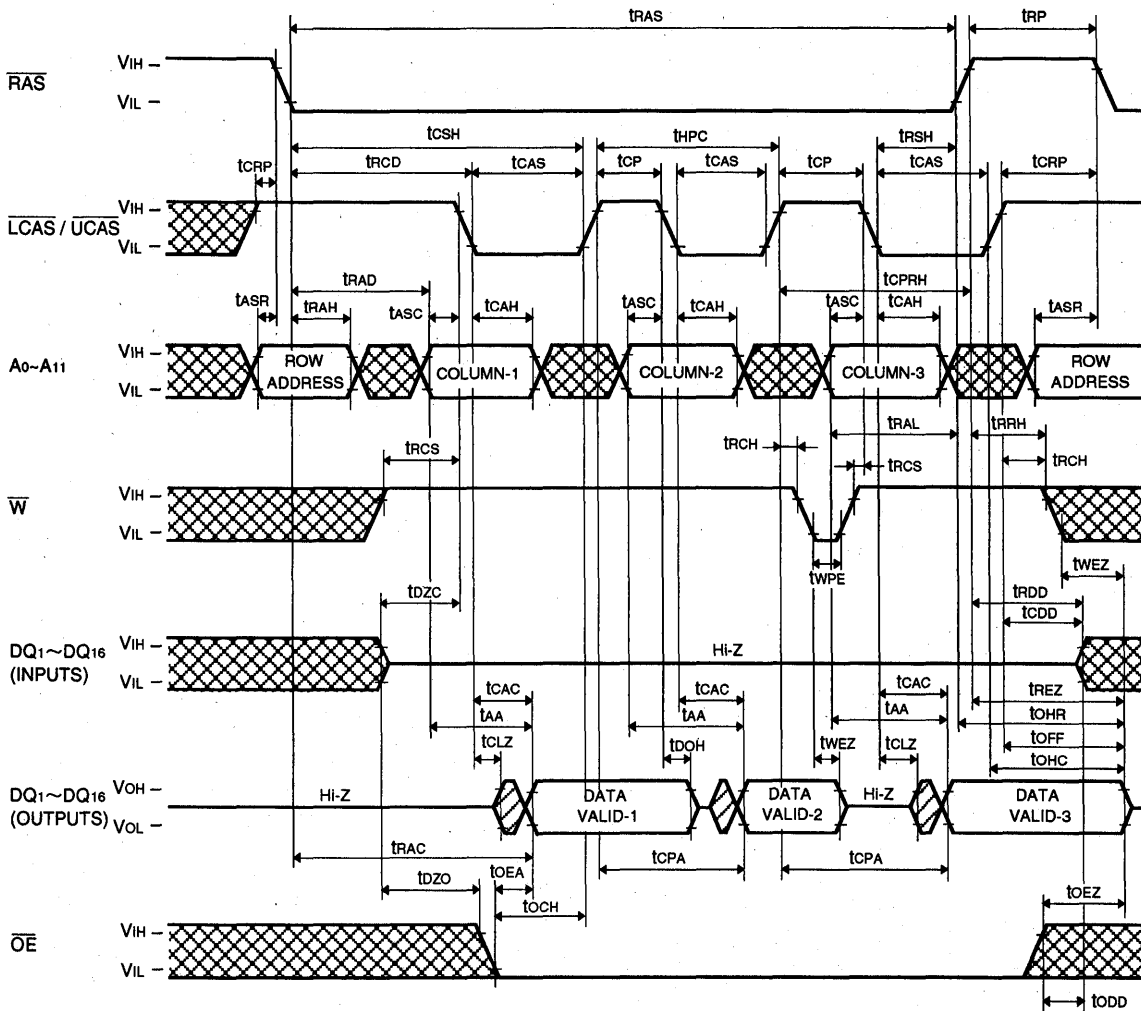 tRAS tRP
VIH
RAS
VIL
tCSH tHPC tRSH
tCRP tRCD tCAS tCP tCAS tCP tCAS tCRP
VIH
LCAS / UCAS
VIL
tRAD tCPRH
tASR tRAH tASC tCAH tASC tCAH tASC tCAH tASR
VIH
A0~A11
VIL
ROW ADDRESS
COLUMN-1
COLUMN-2
COLUMN-3
ROW ADDRESS
tRCS tRCH tRAL tRRH
tRCS tRCH
VIH
W
VIL
tWPE tWEZ
tDZC tRDD
tCDD
VIH
DQ1~DQ16
(INPUTS)
VIL
Hi-Z
tCAC tCAC tCAC tREZ
tAA tAA tAA tOHR
tCLZ tDOH tWEZ tCLZ tOFF
tOHC
VOH
DQ1~DQ16
(OUTPUTS)
VOL
Hi-Z
DATA VALID-1
DATA VALID-2
Hi-Z
DATA VALID-3
tRAC tCPA tCPA
tDZO tOEA tOEZ
tOCH
VIH
OE
VIL
tODD